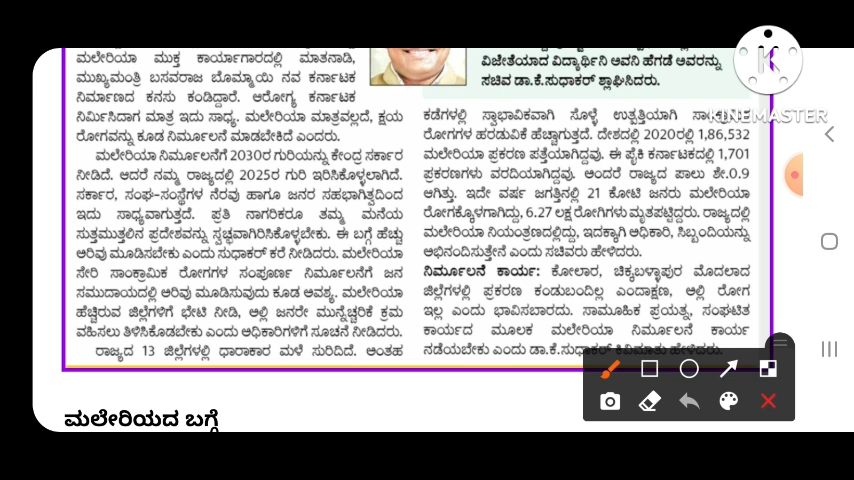 ಮಲೇರಿಯಾ ಮುಕ್ತ ಕಾರ್ಯಾಗಾರದಲ್ಲಿ ಮಾತನಾಡಿ,
ಮುಖ್ಯಮಂತ್ರಿ ಬಸವರಾಜ ಬೊಮ್ಮಾಯಿ ನವ ಕರ್ನಾಟಕ
ನಿರ್ಮಾಣದ ಕನಸು ಕಂಡಿದ್ದಾರೆ. ಆರೋಗ್ಯ ಕರ್ನಾಟಕ
ನಿರ್ಮಿಸಿದಾಗ ಮಾತ್ರ ಇದು ಸಾಧ್ಯ. ಮಲೇರಿಯಾ ಮಾತ್ರವಲ್ಲದೆ, ಕ್ಷಯ
ರೋಗವನ್ನು ಕೂಡ ನಿರ್ಮೂಲನೆ ಮಾಡಬೇಕಿದೆ ಎಂದರು.
ಮಲೇರಿಯಾ ನಿರ್ಮೂಲನೆಗೆ 2030ರ ಗುರಿಯನ್ನು ಕೇಂದ್ರ ಸರ್ಕಾರ
ನೀಡಿದೆ. ಆದರೆ ನಮ್ಮ ರಾಜ್ಯದಲ್ಲಿ 2025ರ ಗುರಿ ಇರಿಸಿಕೊಳ್ಳಲಾಗಿದೆ.
ಸರ್ಕಾರ, ಸಂಘ-ಸಂಸ್ಥೆಗಳ ನೆರವು ಹಾಗೂ ಜನರ ಸಹಭಾಗಿತ್ವದಿಂದ
ಇದು ಸಾಧ್ಯವಾಗುತ್ತದೆ. ಪ್ರತಿ ನಾಗರಿಕರೂ ತಮ್ಮ ಮನೆಯ
ಸುತ್ತಮುತ್ತಲಿನ ಪ್ರದೇಶವನ್ನು ಸ್ವಚ್ಛವಾಗಿರಿಸಿಕೊಳ್ಳಬೇಕು. ಈ ಬಗ್ಗೆ ಹೆಚ್ಚು
ಅರಿವು ಮೂಡಿಸಬೇಕು ಎಂದು ಸುಧಾಕರ್ ಕರೆ ನೀಡಿದರು. ಮಲೇರಿಯಾ
ಸೇರಿ ಸಾಂಕ್ರಾಮಿಕ ರೋಗಗಳ ಸಂಪೂರ್ಣ ನಿರ್ಮೂಲನೆಗೆ ಜನ
ಸಮುದಾಯದಲ್ಲಿ ಅರಿವು ಮೂಡಿಸುವುದು ಕೂಡ ಅವಶ್ಯ. ಮಲೇರಿಯಾ
ಹೆಚ್ಚಿರುವ ಜಿಲ್ಲೆಗಳಿಗೆ ಭೇಟಿ ನೀಡಿ, ಅಲ್ಲಿ ಜನರೇ ಮುನ್ನೆಚ್ಚರಿಕೆ ಕ್ರಮ
ವಹಿಸಲು ತಿಳಿಸಿಕೊಡಬೇಕು ಎಂದು ಅಧಿಕಾರಿಗಳಿಗೆ ಸೂಚನೆ ನೀಡಿದರು.
ರಾಜ್ಯದ 13 ಜಿಲ್ಲೆಗಳಲ್ಲಿ ಧಾರಾಕಾರ ಮಳೆ ಸುರಿದಿದೆ. ಅಂತಹ
ವಿಜೇತೆಯಾದ ವಿದ್ಯಾರ್ಥಿನಿ ಅವನಿ ಹೆಗಡೆ ಅವರನ್ನು
ಸಚಿವ ಡಾ.ಕೆ.ಸುಧಾಕರ್ ಶ್ಲಾಘಿಸಿದರು.
ಕಡೆಗಳಲ್ಲಿ ಸ್ವಾಭಾವಿಕವಾಗಿ ಸೊಳ್ಳೆ ಉತ್ಪತ್ತಿಯಾಗಿ
ರೋಗಗಳ ಹರಡುವಿಕೆ ಹೆಚ್ಚಾಗುತ್ತದೆ. ದೇಶದಲ್ಲಿ 2020ರಲ್ಲಿ 1,86,532
ಮಲೇರಿಯಾ ಪ್ರಕರಣ ಪತ್ತೆಯಾಗಿದ್ದವು. ಈ ಪೈಕಿ ಕರ್ನಾಟಕದಲ್ಲಿ 1,701
ಪ್ರಕರಣಗಳು ವರದಿಯಾಗಿದ್ದವು. ಅಂದರೆ ರಾಜ್ಯದ ಪಾಲು ಶೇ.0.9
ಆಗಿತ್ತು. ಇದೇ ವರ್ಷ ಜಗತ್ತಿನಲ್ಲಿ 21 ಕೋಟಿ ಜನರು ಮಲೇರಿಯಾ
ರೋಗಕ್ಕೊಳಗಾಗಿದ್ದು, 6.27 ಲಕ್ಷ ರೋಗಿಗಳು ಮೃತಪಟ್ಟಿದ್ದರು. ರಾಜ್ಯದಲ್ಲಿ
ಮಲೇರಿಯಾ ನಿಯಂತ್ರಣದಲ್ಲಿದ್ದು, ಇದಕ್ಕಾಗಿ ಅಧಿಕಾರಿ, ಸಿಬ್ಬಂದಿಯನ್ನು
ಅಭಿನಂದಿಸುತ್ತೇನೆ ಎಂದು ಸಚಿವರು ಹೇಳಿದರು.
ನಿರ್ಮೂಲನೆ ಕಾರ್ಯ: ಕೋಲಾರ, ಚಿಕ್ಕಬಳ್ಳಾಪುರ ಮೊದಲಾದ
ಜಿಲ್ಲೆಗಳಲ್ಲಿ ಪ್ರಕರಣ ಕಂಡುಬಂದಿಲ್ಲ ಎಂದಾಕ್ಷಣ, ಅಲ್ಲಿ ರೋಗ
ಇಲ್ಲ ಎಂದು ಭಾವಿಸಬಾರದು. ಸಾಮೂಹಿಕ ಪ್ರಯತ್ನ, ಸಂಘಟಿತ
ಕಾರ್ಯದ ಮೂಲಕ ಮಲೇರಿಯಾ ನಿರ್ಮೂಲನೆ ಕಾರ್ಯ
ನಡೆಯಬೇಕು ಎಂದು ಡಾ.ಕೆ.ಸುಧಾಕರ್ ಕಿವಿಮಾತು ಹೇಳಿದರು.
KINEMASTER
ಮಲೇರಿಯದ ಬಗ್ಗೆ